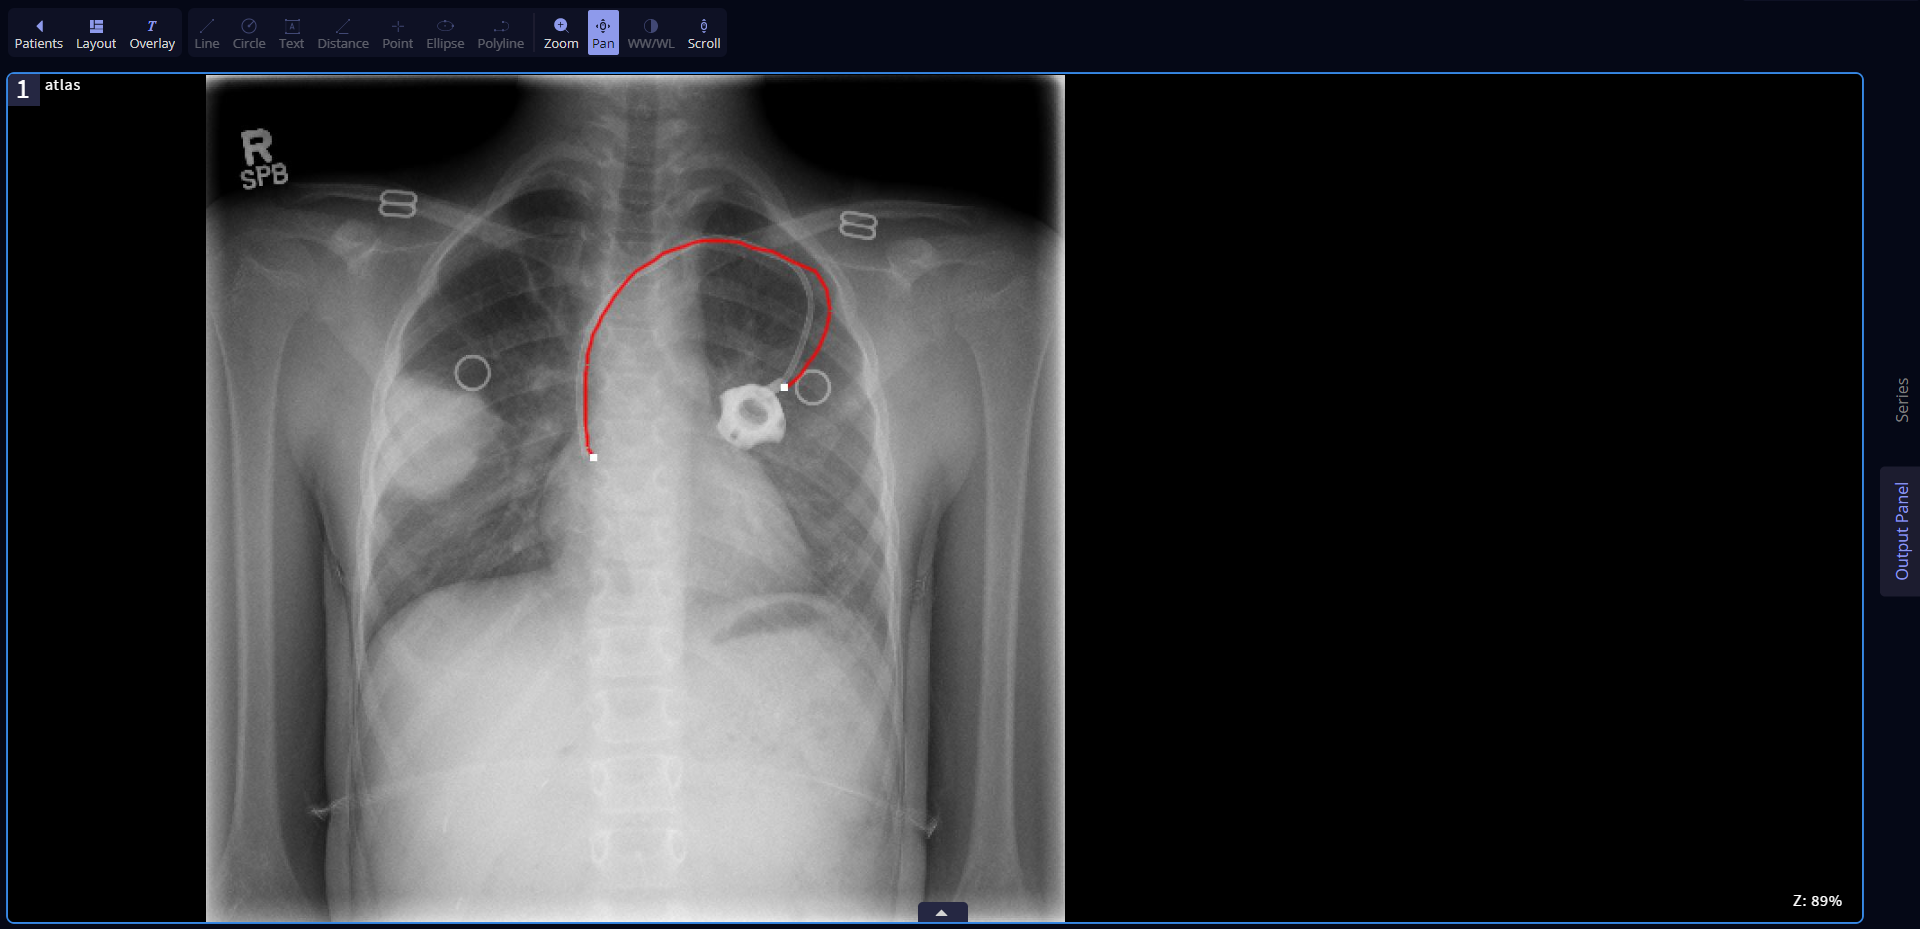 Patients Layout Overlay Line Circle Text Distance Point Ellipse Polyline Zoom Pan WW/WL Scroll
1 atlas
R
SPB
Series
Output Panel
Z: 89%